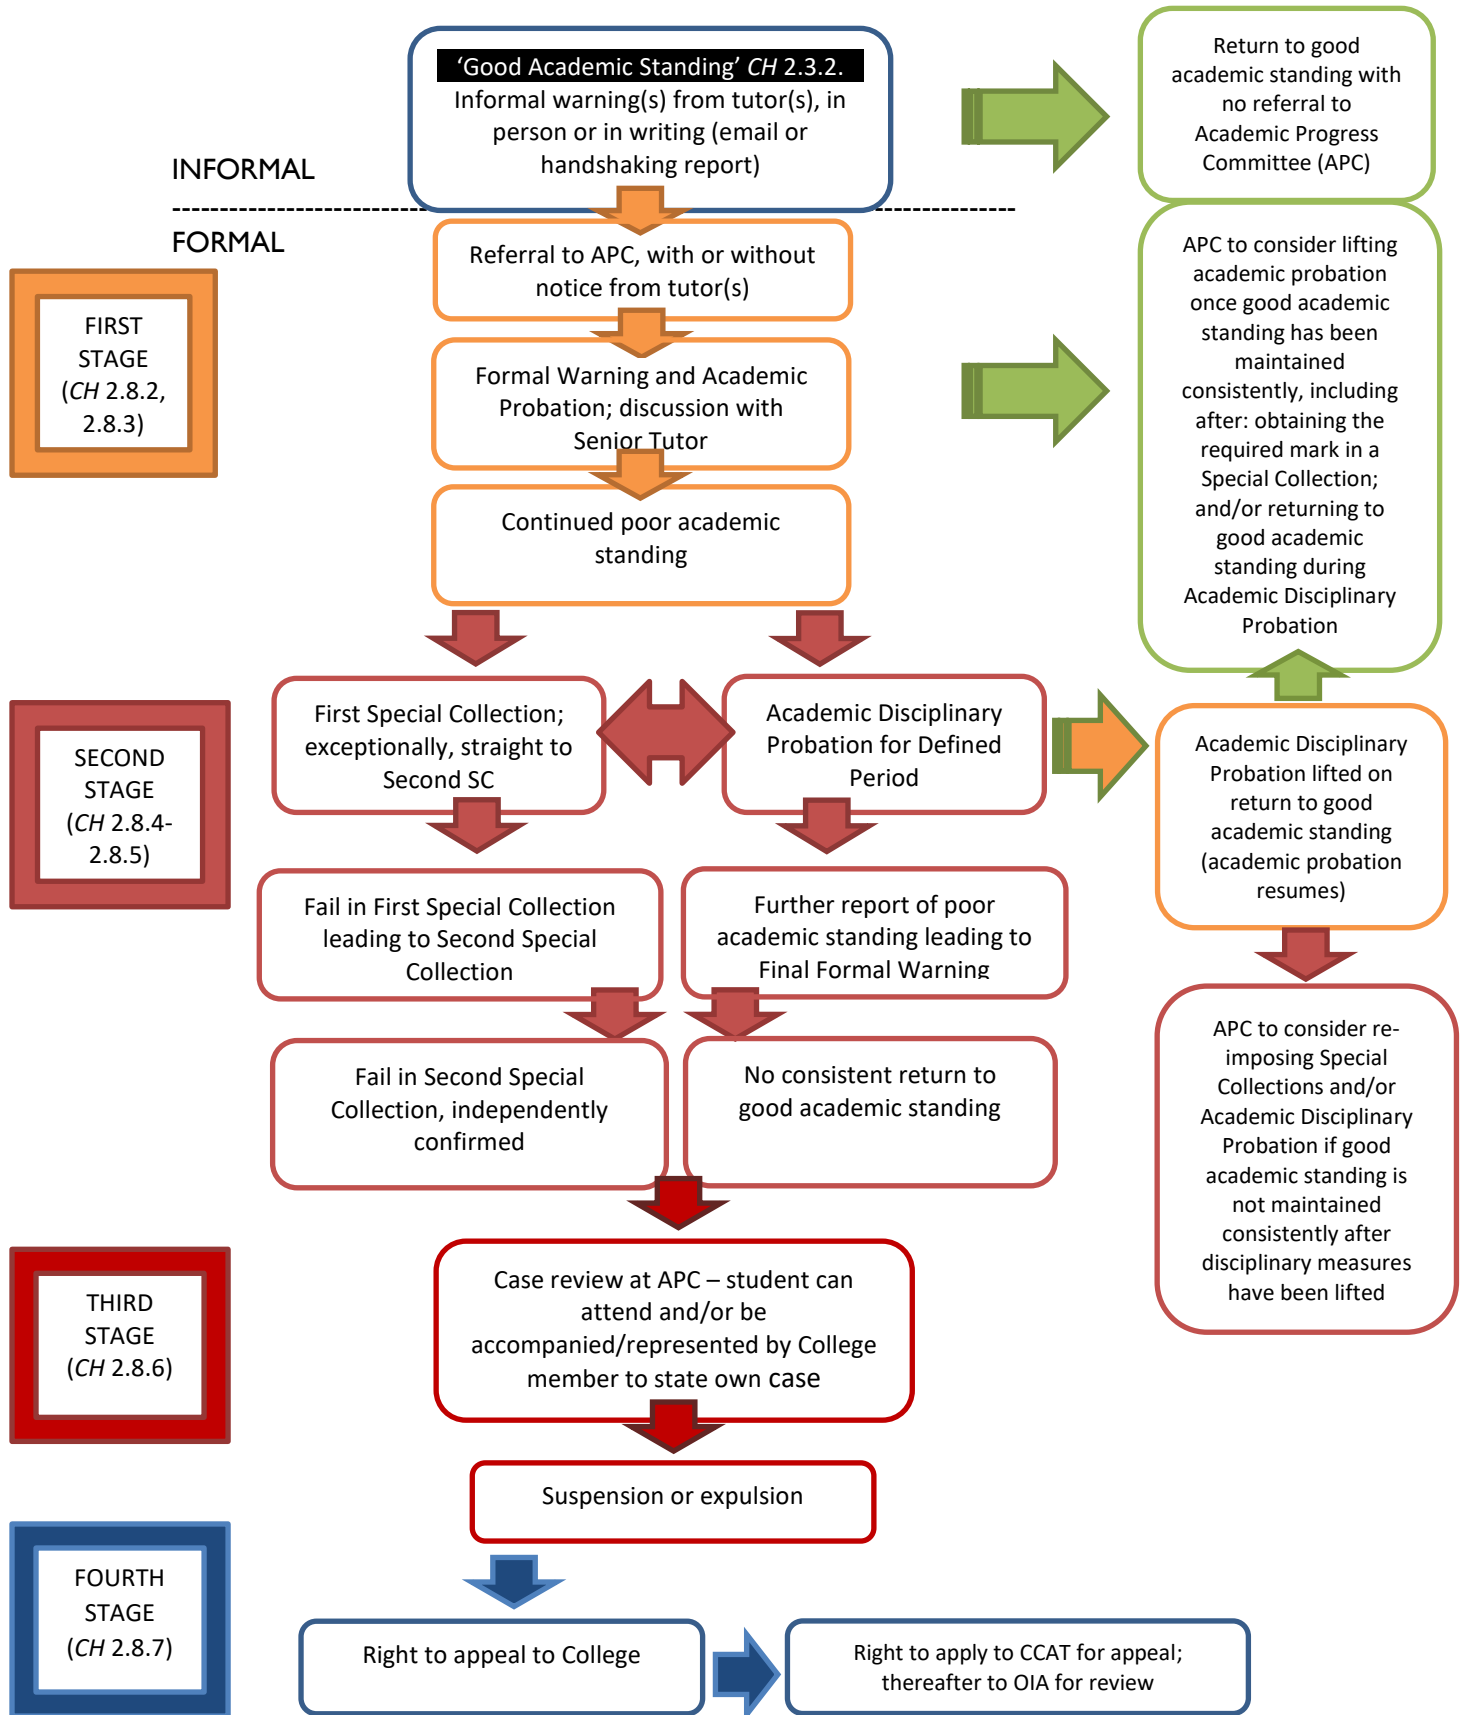 'Good Academic Standing' CH 2.3.2.
Informal warning(s) from tutor(s), in
person or in writing (email or
handshaking report)
Return to good
academic standing with
no referral to
Academic Progress
Committee (APC)
INFORMAL
FORMAL
Referral to APC, with or without
notice from tutor(s)
APC to consider lifting
academic probation
once good academic
standing has been
maintained
consistently, including
after: obtaining the
required mark in a
Special Collection;
and/or returning to
good academic
standing during
Academic Disciplinary
Probation
FIRST
STAGE
(CH 2.8.2,
2.8.3)
Formal Warning and Academic
Probation; discussion with
Senior Tutor
Continued poor academic
standing
SECOND
STAGE
(CH 2.8.4-
2.8.5)
First Special Collection;
exceptionally, straight to
Second SC
Academic Disciplinary
Probation for Defined
Period
Academic Disciplinary
Probation lifted on
return to good
academic standing
(academic probation
resumes)
Fail in First Special Collection
leading to Second Special
Collection
Further report of poor
academic standing leading to
Final Formal Warning
Fail in Second Special
Collection, independently
confirmed
No consistent return to
good academic standing
APC to consider re-
imposing Special
Collections and/or
Academic Disciplinary
Probation if good
academic standing is
not maintained
consistently after
disciplinary measures
have been lifted
THIRD
STAGE
(CH 2.8.6)
Case review at APC – student can
attend and/or be
accompanied/represented by College
member to state own case
Suspension or expulsion
FOURTH
STAGE
(CH 2.8.7)
Right to appeal to College
Right to apply to CCAT for appeal;
thereafter to OIA for review